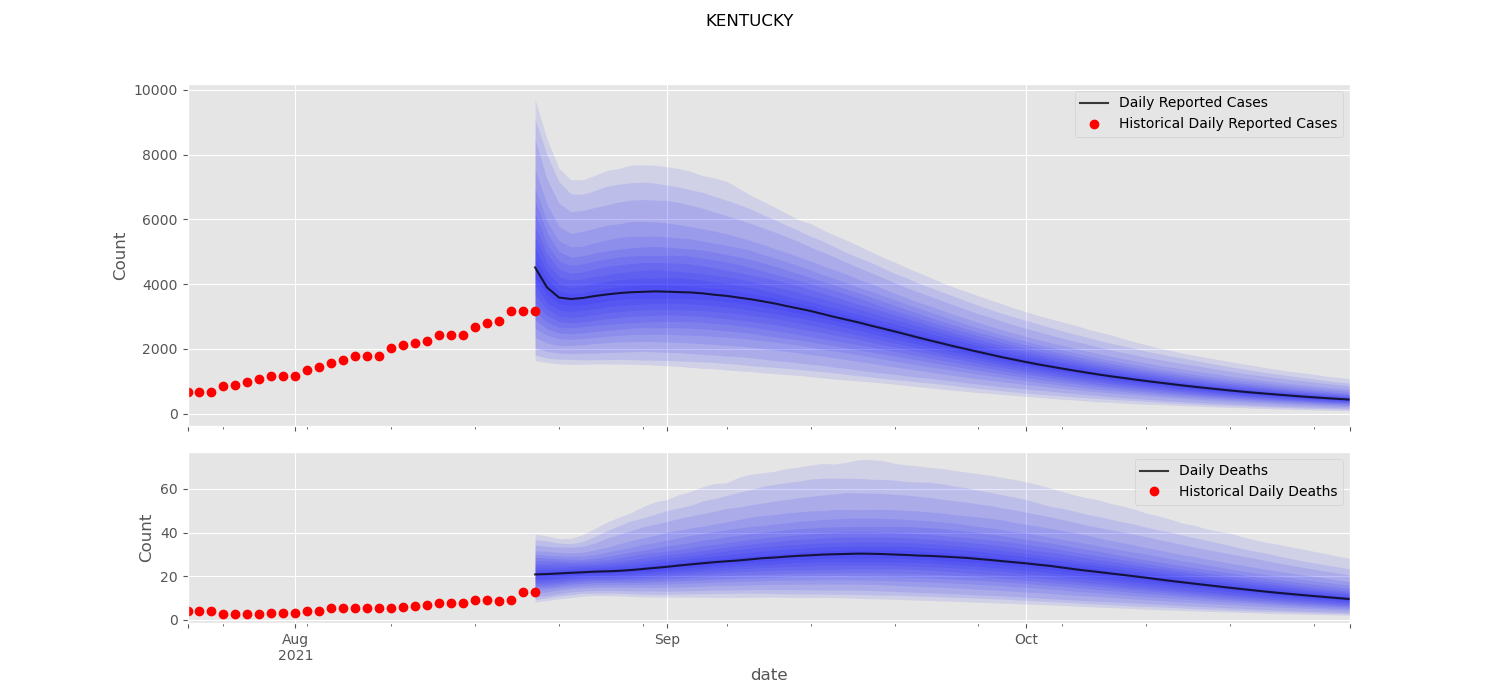 KENTUCKY
10000
8000
6000
4000
2000
0
Count
Daily Reported Cases
Historical Daily Reported Cases
60
40
20
0
Count
Daily Deaths
Historical Daily Deaths
Aug
2021
Sep
Oct
date